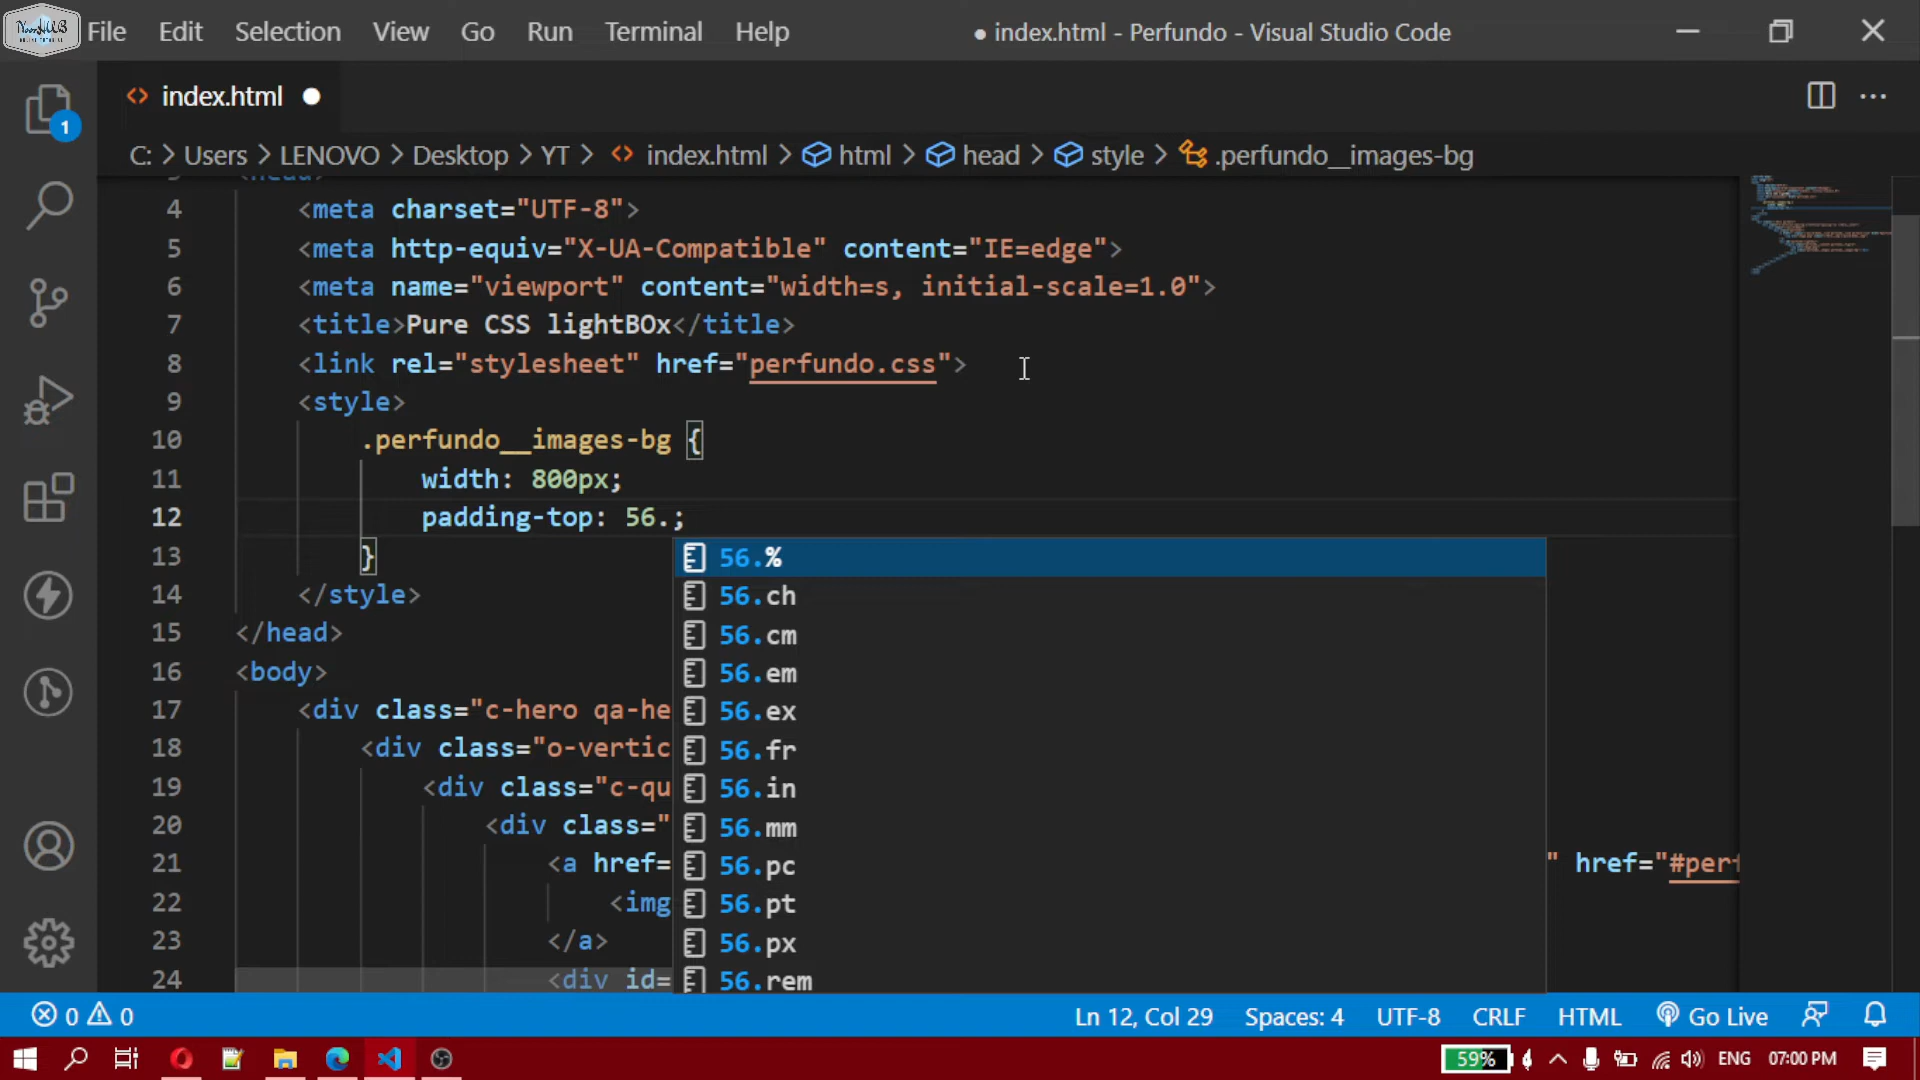 NoorHUB
File Edit Selection View Go Run Terminal Help
● index.html - Perfundo - Visual Studio Code
1
<> index.html ●
C: > Users > LENOVO > Desktop > YT > <> index.html > html > head > style > .perfundo__images-bg
4 <meta charset="UTF-8">
5 <meta http-equiv="X-UA-Compatible" content="IE=edge">
6 <meta name="viewport" content="width=s, initial-scale=1.0">
7 <title>Pure CSS lightBOx</title>
8 <link rel="stylesheet" href="perfundo.css">
9 <style>
10 .perfundo__images-bg {
11 width: 800px;
12 padding-top: 56.;
13 }
56.%
14 </style>
56.ch
15 </head>
56.cm
16 <body>
56.em
17 <div class="c-hero qa-he
56.ex
18 <div class="o-vertic
56.fr
19 <div class="c-qu
56.in
20 <div class="
56.mm
21 <a href=
56.pc
" href="#perf
22 <img
56.pt
23 </a>
56.px
24 <div id=
56.rem
0 0
Ln 12, Col 29 Spaces: 4 UTF-8 CRLF HTML Go Live
59% ENG 07:00 PM